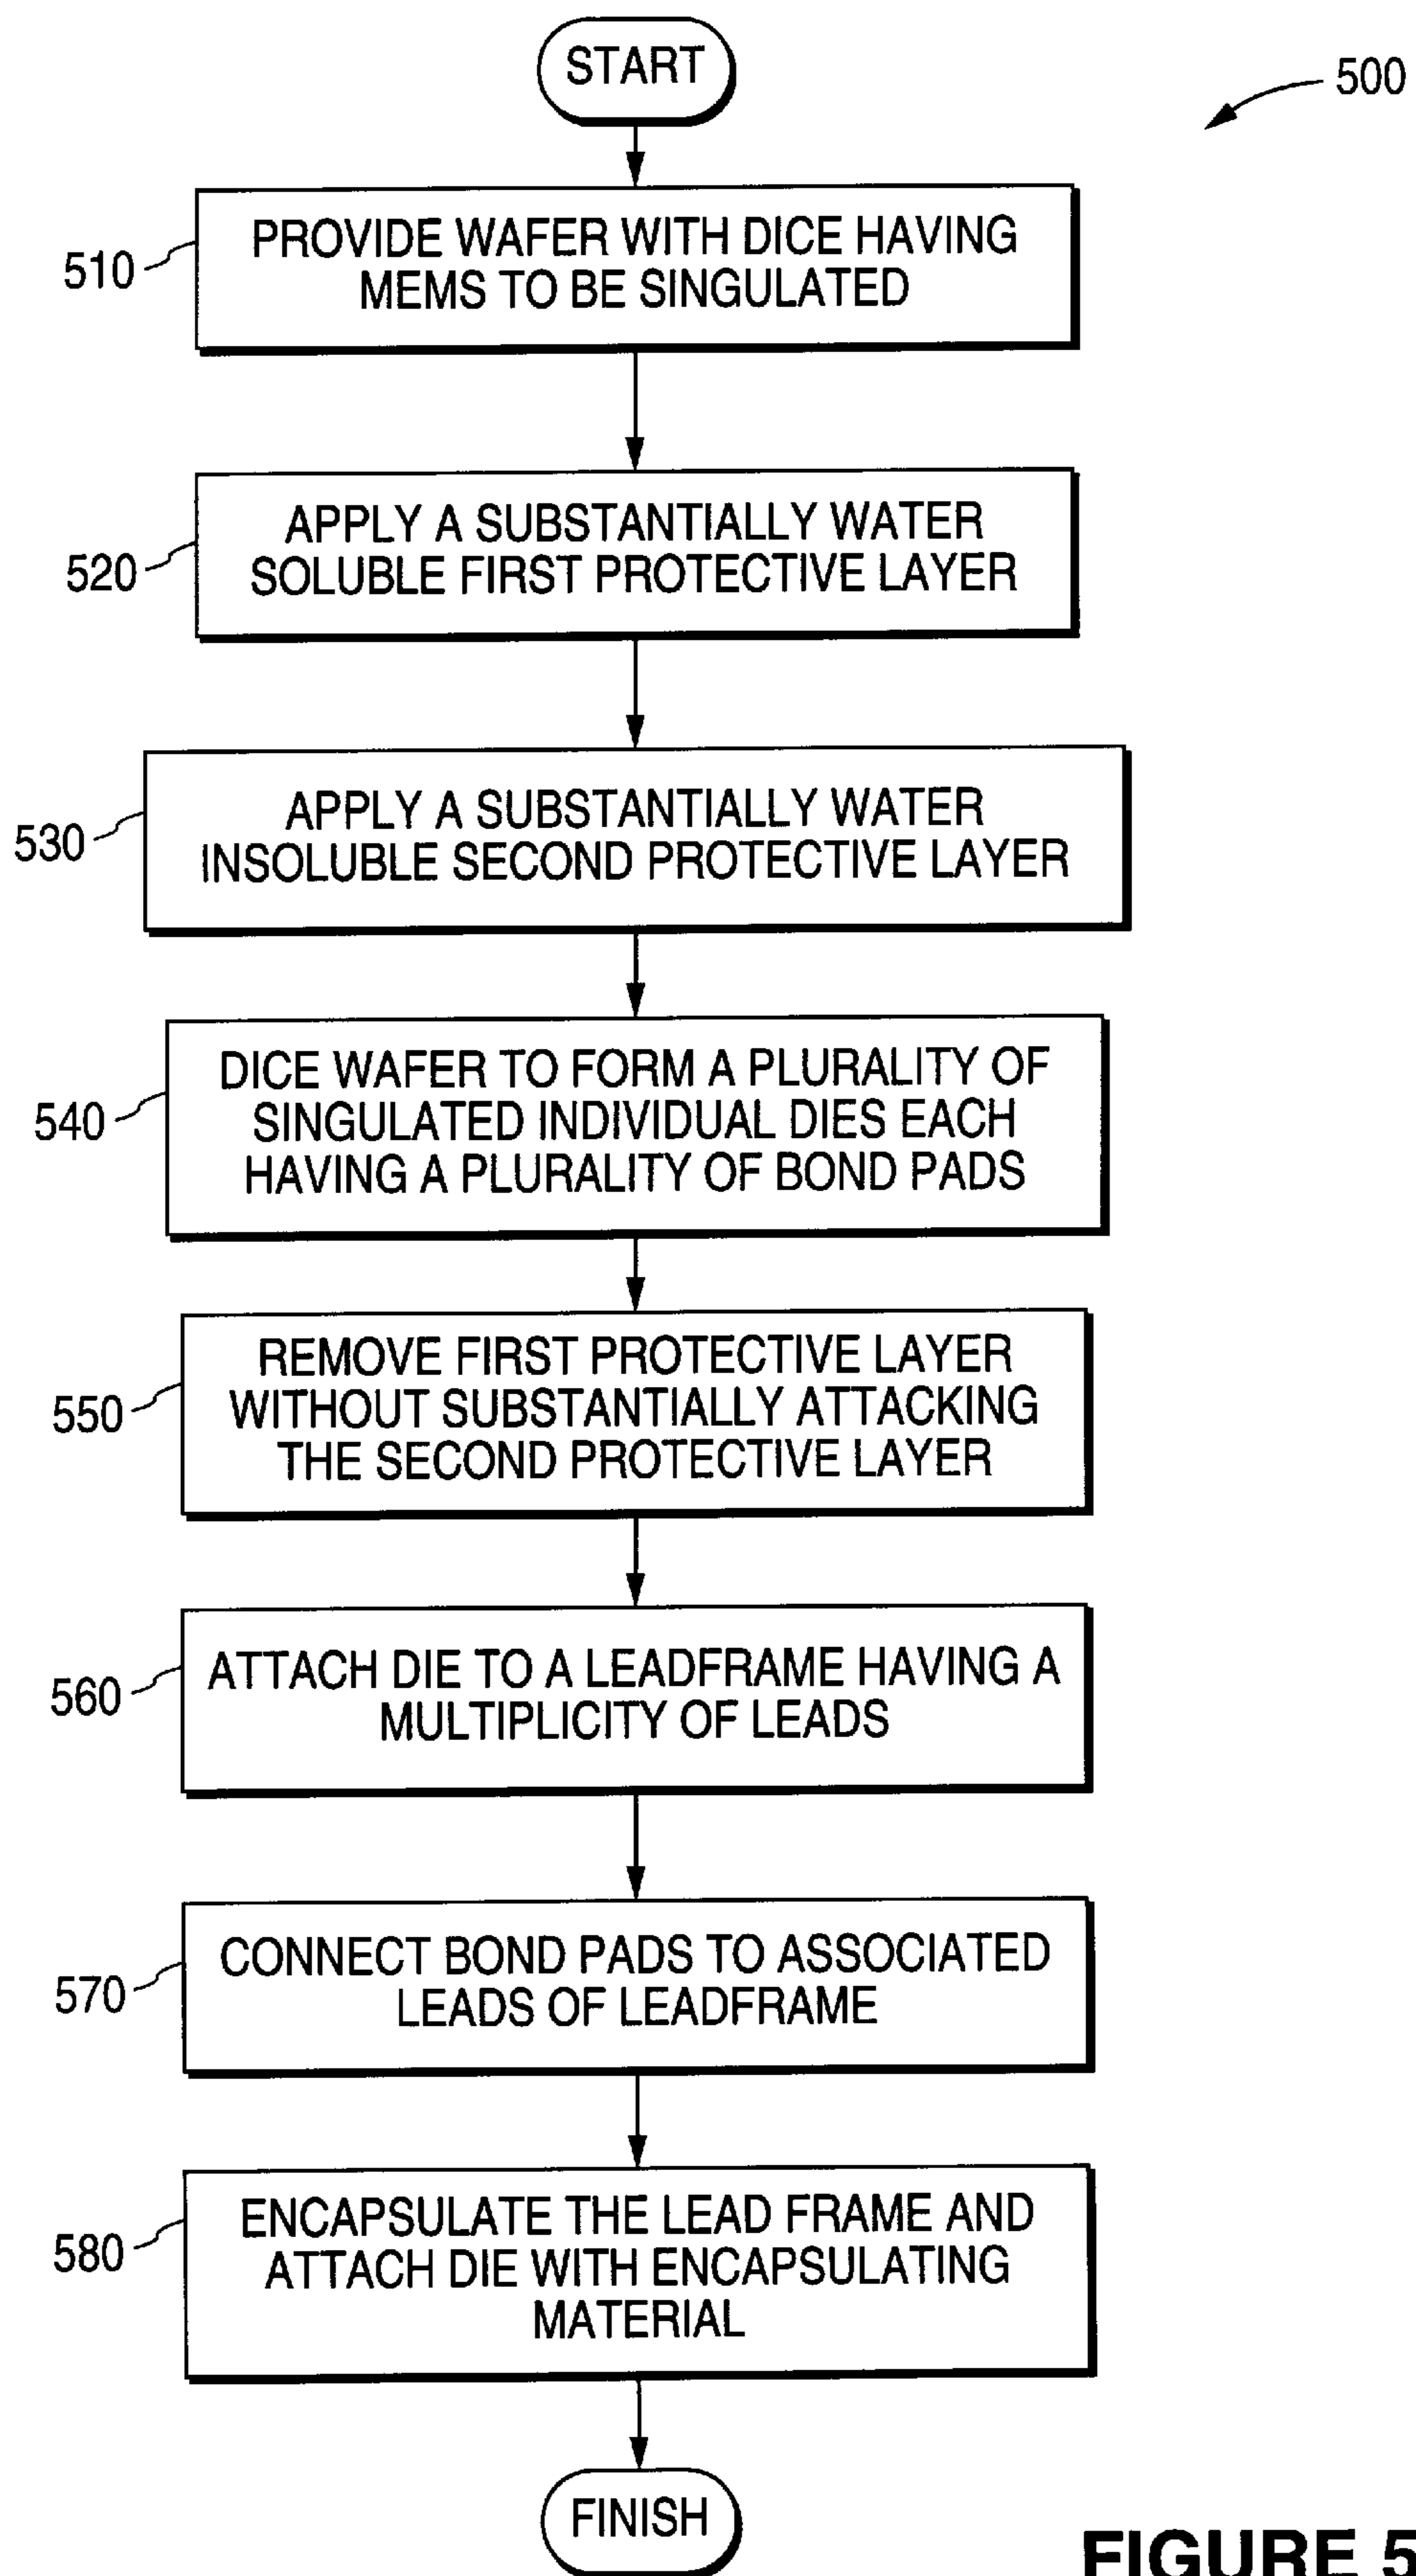 START
500
510
PROVIDE WAFER WITH DICE HAVING
MEMS TO BE SINGULATED
520
APPLY A SUBSTANTIALLY WATER
SOLUBLE FIRST PROTECTIVE LAYER
530
APPLY A SUBSTANTIALLY WATER
INSOLUBLE SECOND PROTECTIVE LAYER
540
DICE WAFER TO FORM A PLURALITY OF
SINGULATED INDIVIDUAL DIES EACH
HAVING A PLURALITY OF BOND PADS
550
REMOVE FIRST PROTECTIVE LAYER
WITHOUT SUBSTANTIALLY ATTACKING
THE SECOND PROTECTIVE LAYER
560
ATTACH DIE TO A LEADFRAME HAVING A
MULTIPLICITY OF LEADS
570
CONNECT BOND PADS TO ASSOCIATED
LEADS OF LEADFRAME
580
ENCAPSULATE THE LEAD FRAME AND
ATTACH DIE WITH ENCAPSULATING
MATERIAL
FINISH
FIGURE 5